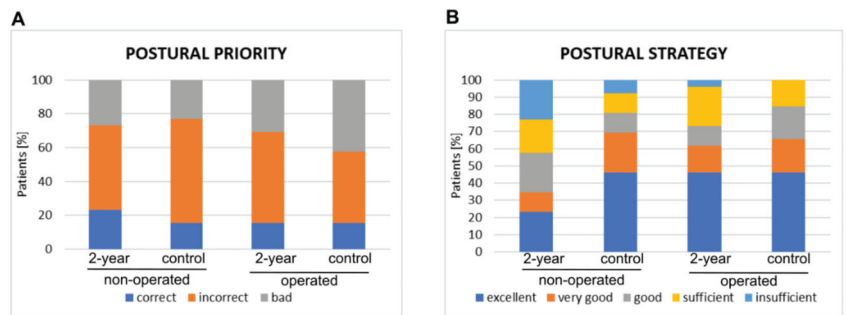 A
POSTURAL PRIORITY
Patients [%]
100
80
60
40
20
0
2-year control 2-year control
non-operated operated
correct incorrect bad
B
POSTURAL STRATEGY
Patients [%]
100
90
80
70
60
50
40
30
20
10
0
2-year control 2-year control
non-operated operated
excellent very good good sufficient insufficient